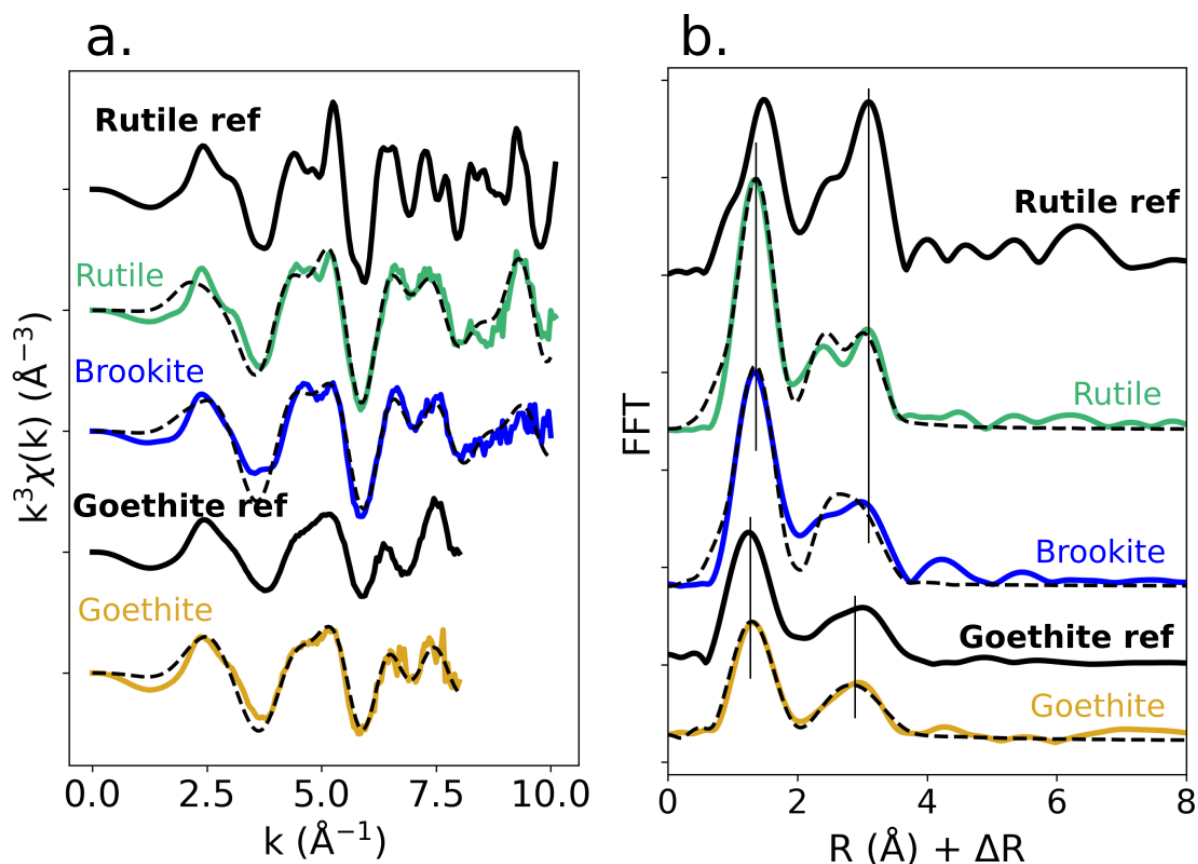 a.
Rutile ref
Rutile
Brookite
Goethite ref
Goethite
k³χ(k) (Å⁻³)
0.0 2.5 5.0 7.5 10.0
k (Å⁻¹)
b.
Rutile ref
Rutile
Brookite
Goethite ref
Goethite
FFT
0 2 4 6 8
R (Å) + ΔR